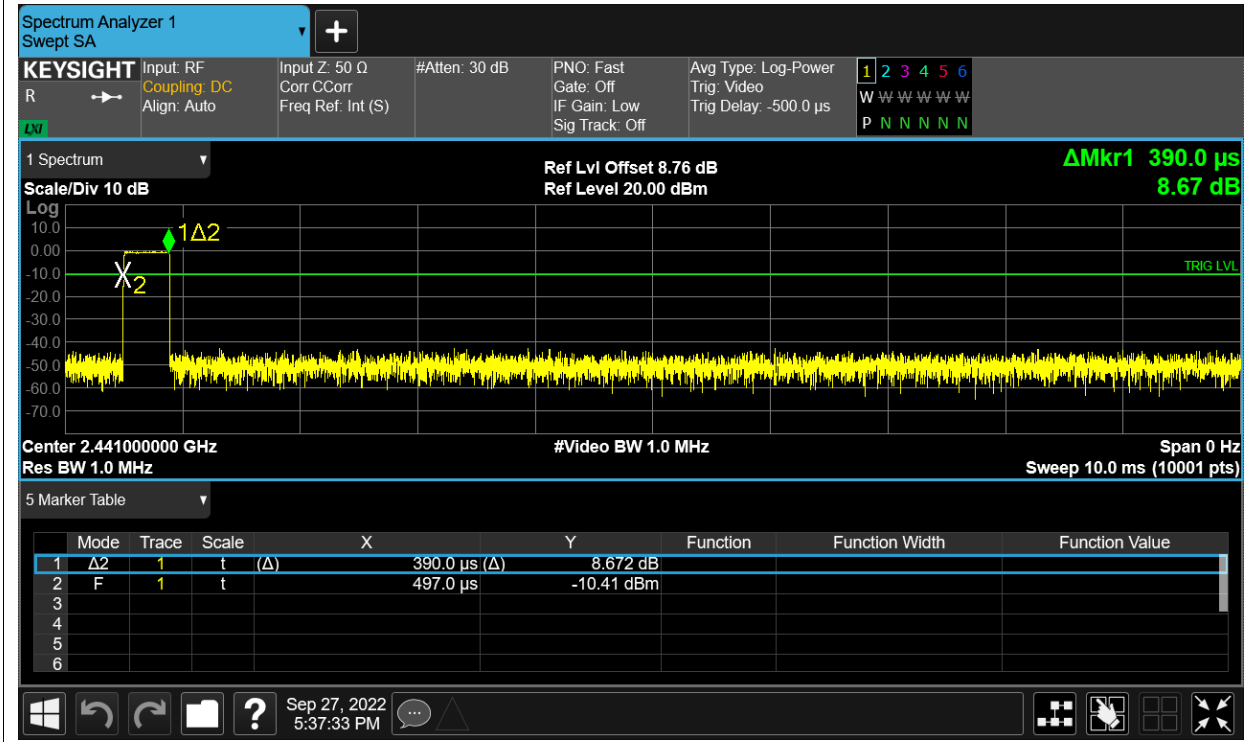 Spectrum Analyzer 1
Swept SA
+
KEYSIGHT Input: RF Input Z: 50 Ω #Atten: 30 dB PNO: Fast Avg Type: Log-Power 1 2 3 4 5 6
R Coupling: DC Corr CCorr Gate: Off Trig: Video W W W W W W
Align: Auto Freq Ref: Int (S) IF Gain: Low Trig Delay: -500.0 µs P N N N N N
LXI Sig Track: Off
1 Spectrum Ref Lvl Offset 8.76 dB ΔMkr1 390.0 µs
Scale/Div 10 dB Ref Level 20.00 dBm 8.67 dB
Log
10.0 1Δ2
0.00
-10.0 X2 TRIG LVL
-20.0
-30.0
-40.0
-50.0
-60.0
-70.0
Center 2.441000000 GHz #Video BW 1.0 MHz Span 0 Hz
Res BW 1.0 MHz Sweep 10.0 ms (10001 pts)
5 Marker Table
Mode Trace Scale X Y Function Function Width Function Value
1 Δ2 1 t (Δ) 390.0 µs (Δ) 8.672 dB
2 F 1 t 497.0 µs -10.41 dBm
3
4
5
6
? Sep 27, 2022
5:37:33 PM